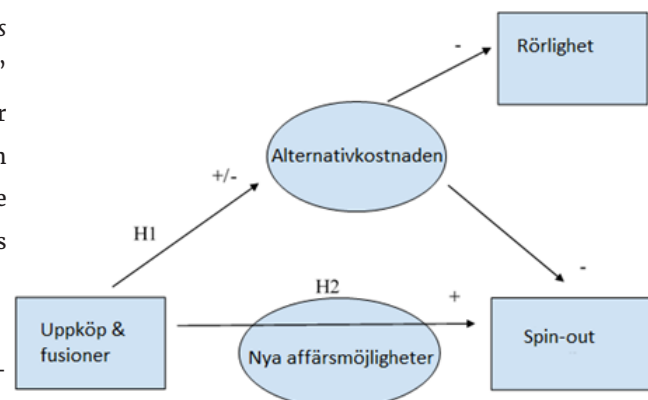 s
,
r
n
e
s
-
Rörlighet
-
Alternativkostnaden
+/-
H1
-
H2
+
Uppköp &
fusioner
Nya affärsmöjligheter
Spin-out